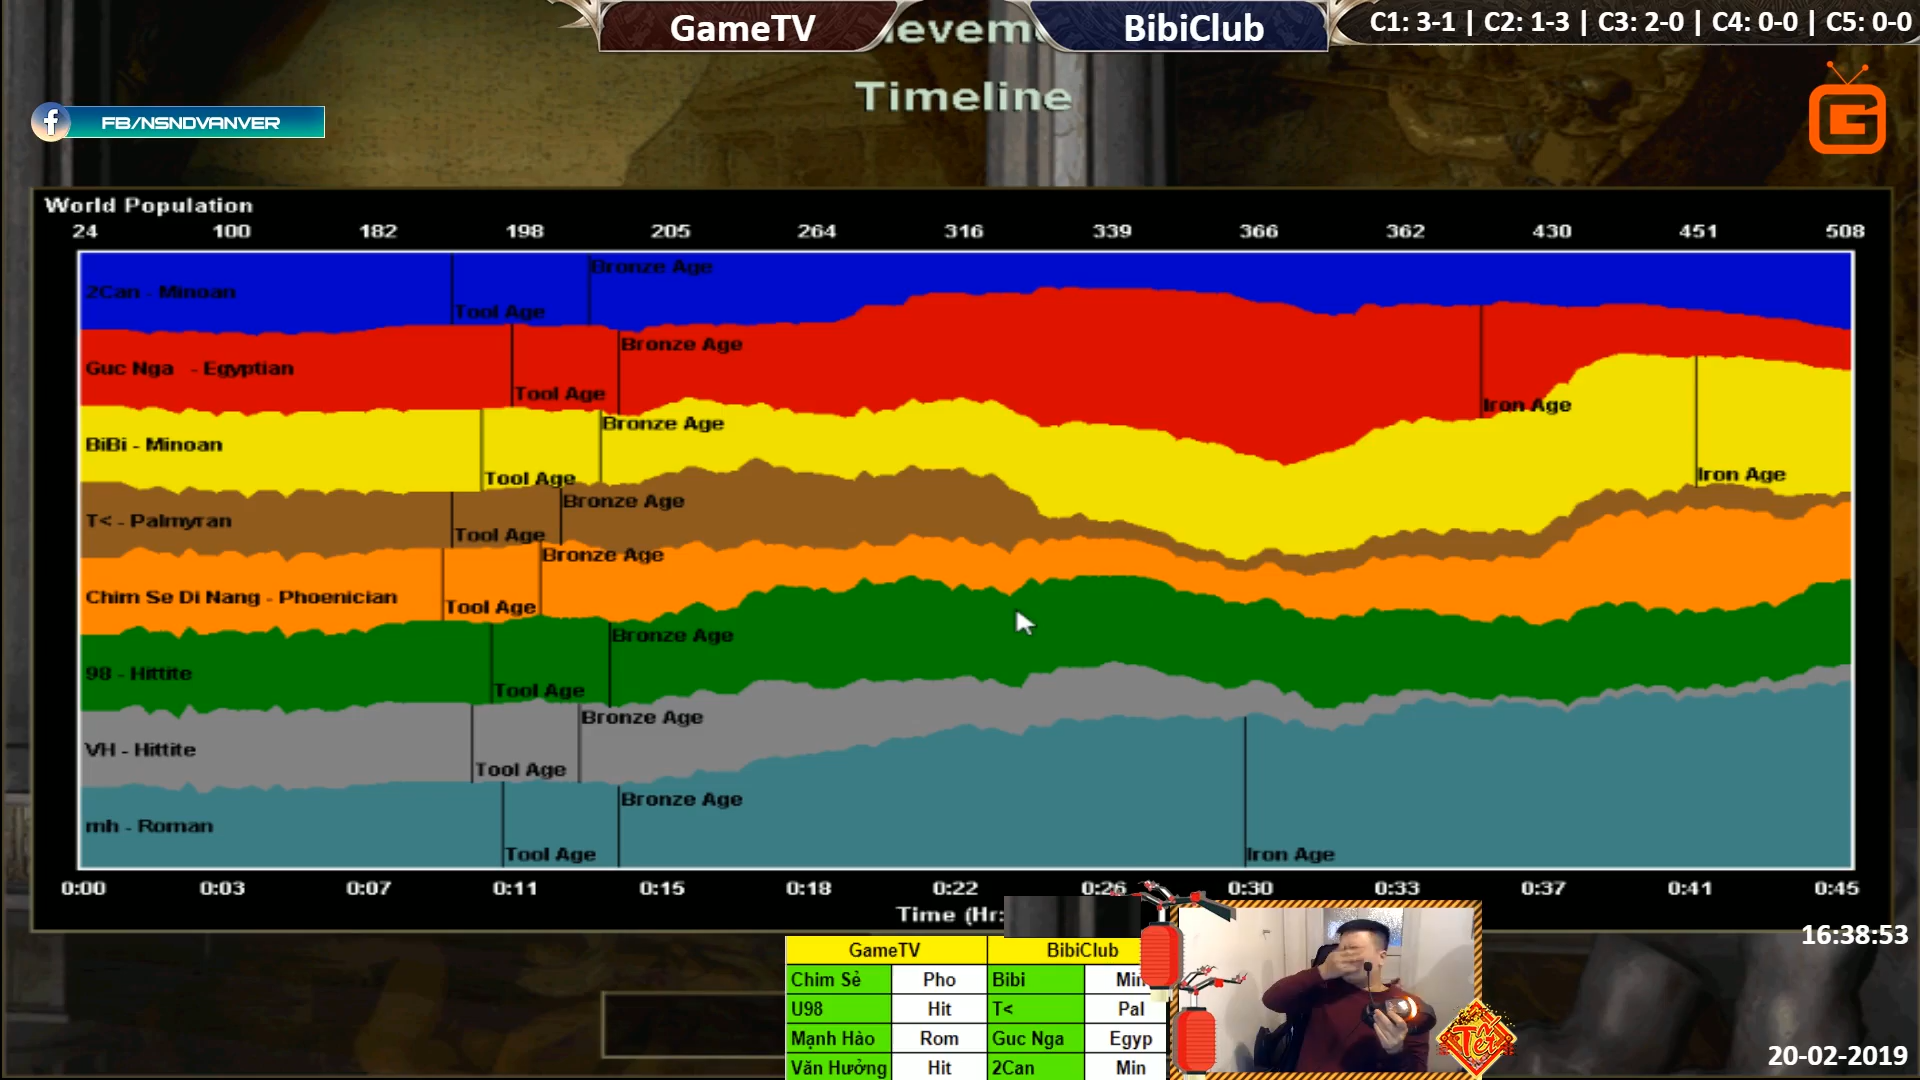 GameTV
BibiClub
C1: 3-1 | C2: 1-3 | C3: 2-0 | C4: 0-0 | C5: 0-0
Timeline
FB/NSNDVANVER
World Population
24 100 182 198 205 264 316 339 366 362 430 451 508
2Can - Minoan
Tool Age
Bronze Age
Guc Nga - Egyptian
Tool Age
Bronze Age
Iron Age
BiBi - Minoan
Tool Age
Bronze Age
Iron Age
T< - Palmyran
Tool Age
Bronze Age
Chim Se Di Nang - Phoenician
Tool Age
Bronze Age
98 - Hittite
Tool Age
Bronze Age
VH - Hittite
Tool Age
Bronze Age
mh - Roman
Tool Age
Bronze Age
Iron Age
0:00 0:03 0:07 0:11 0:15 0:18 0:22 0:26 0:30 0:33 0:37 0:41 0:45
Time (Hr:
GameTV BibiClub
Chim Sẻ Pho Bibi Min
U98 Hit T< Pal
Mạnh Hào Rom Guc Nga Egyp
Văn Hưởng Hit 2Can Min
Tết
16:38:53
20-02-2019